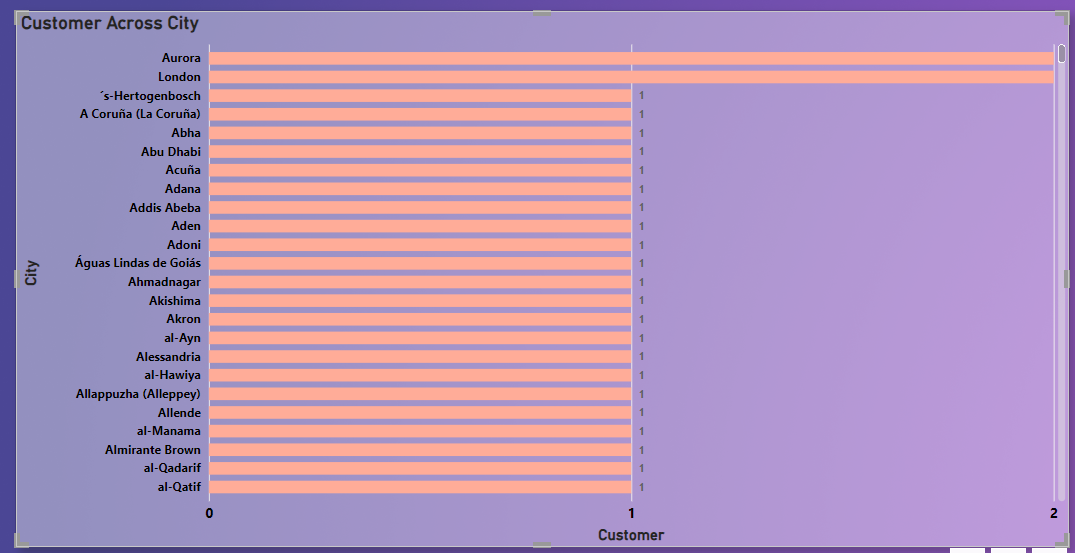 Customer Across City
City
Aurora
London
´s-Hertogenbosch 1
A Coruña (La Coruña) 1
Abha 1
Abu Dhabi 1
Acuña 1
Adana 1
Addis Abeba 1
Aden 1
Adoni 1
Águas Lindas de Goiás 1
Ahmadnagar 1
Akishima 1
Akron 1
al-Ayn 1
Alessandria 1
al-Hawiya 1
Allappuzha (Alleppey) 1
Allende 1
al-Manama 1
Almirante Brown 1
al-Qadarif 1
al-Qatif 1
0 1 2
Customer